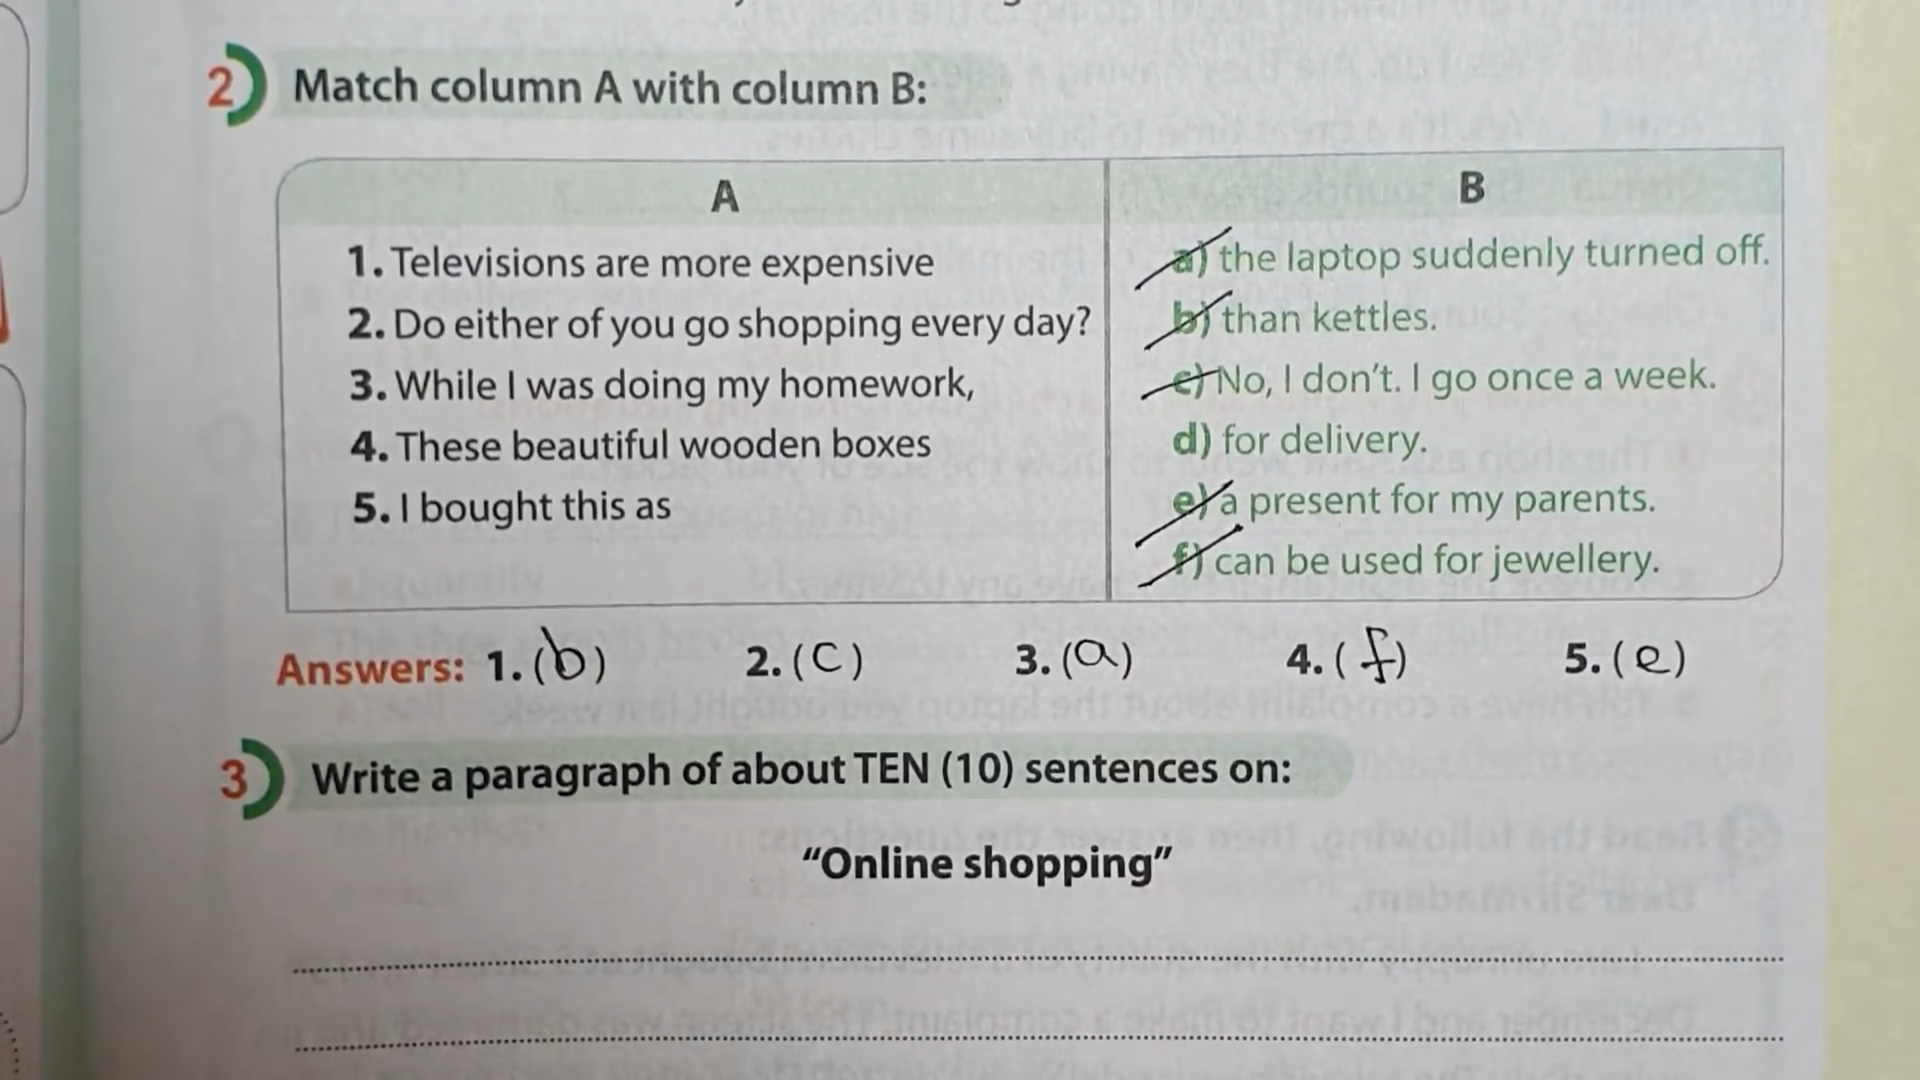 2 Match column A with column B:
A B
1. Televisions are more expensive a) the laptop suddenly turned off.
2. Do either of you go shopping every day? b) than kettles.
3. While I was doing my homework, c) No, I don't. I go once a week.
4. These beautiful wooden boxes d) for delivery.
5. I bought this as e) a present for my parents.
f) can be used for jewellery.
Answers: 1. (b) 2. (c) 3. (a) 4. (f) 5. (e)
3 Write a paragraph of about TEN (10) sentences on:
"Online shopping"